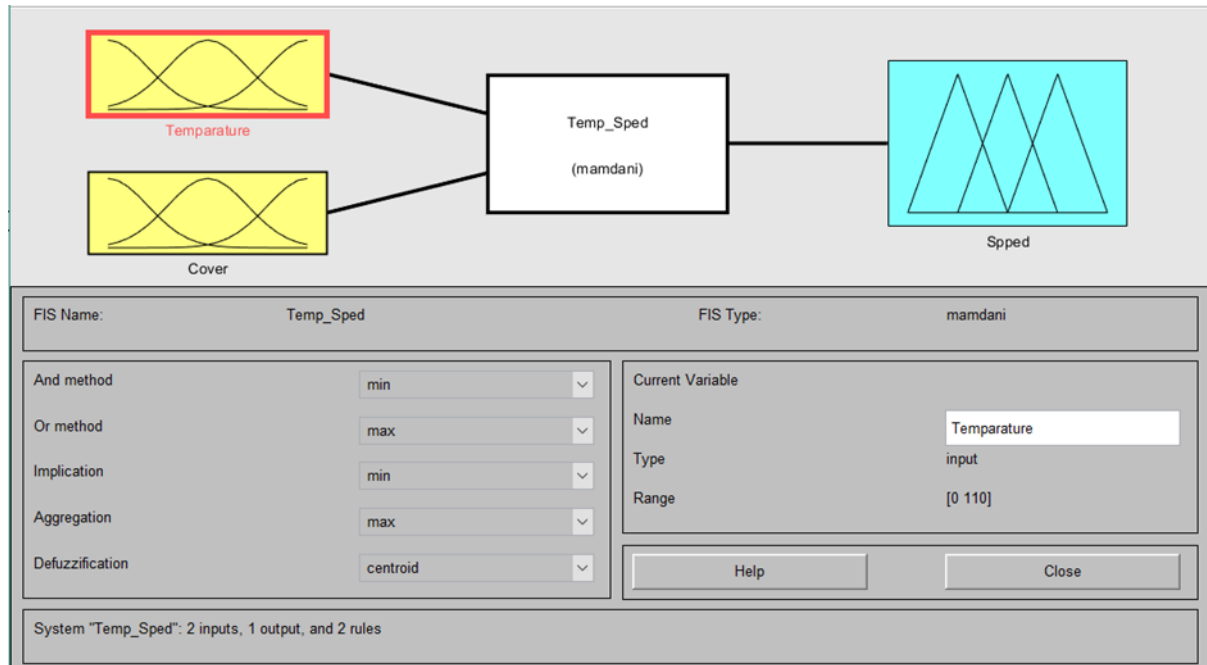 Temparature
Temp_Sped
(mamdani)
Cover
Spped
FIS Name: Temp_Sped FIS Type: mamdani
And method min
Or method max
Implication min
Aggregation max
Defuzzification centroid
Current Variable
Name Temparature
Type input
Range [0 110]
Help Close
System "Temp_Sped": 2 inputs, 1 output, and 2 rules